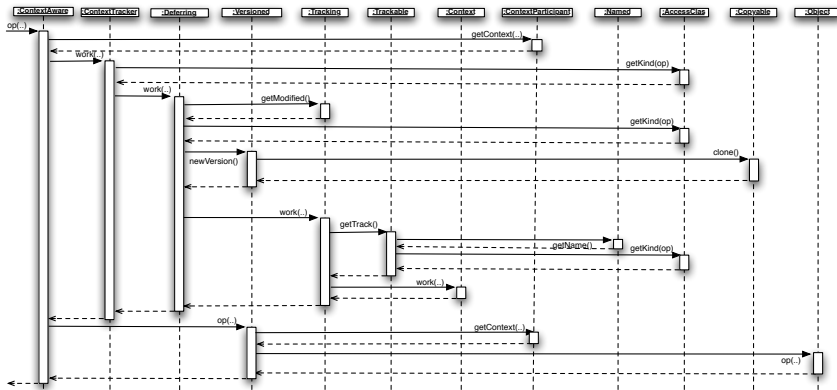 :ContextAware :ContextTracker :Deferring :Versioned :Tracking :Trackable :Context :ContextParticipant :Named :AccessClas :Copyable :Object
op(..)
getContext(..)
work(..)
getKind(op)
work(..)
getModified()
getKind(op)
newVersion()
clone()
work(..)
getTrack()
getName()
getKind(op)
work(..)
op(..)
getContext(..)
op(..)